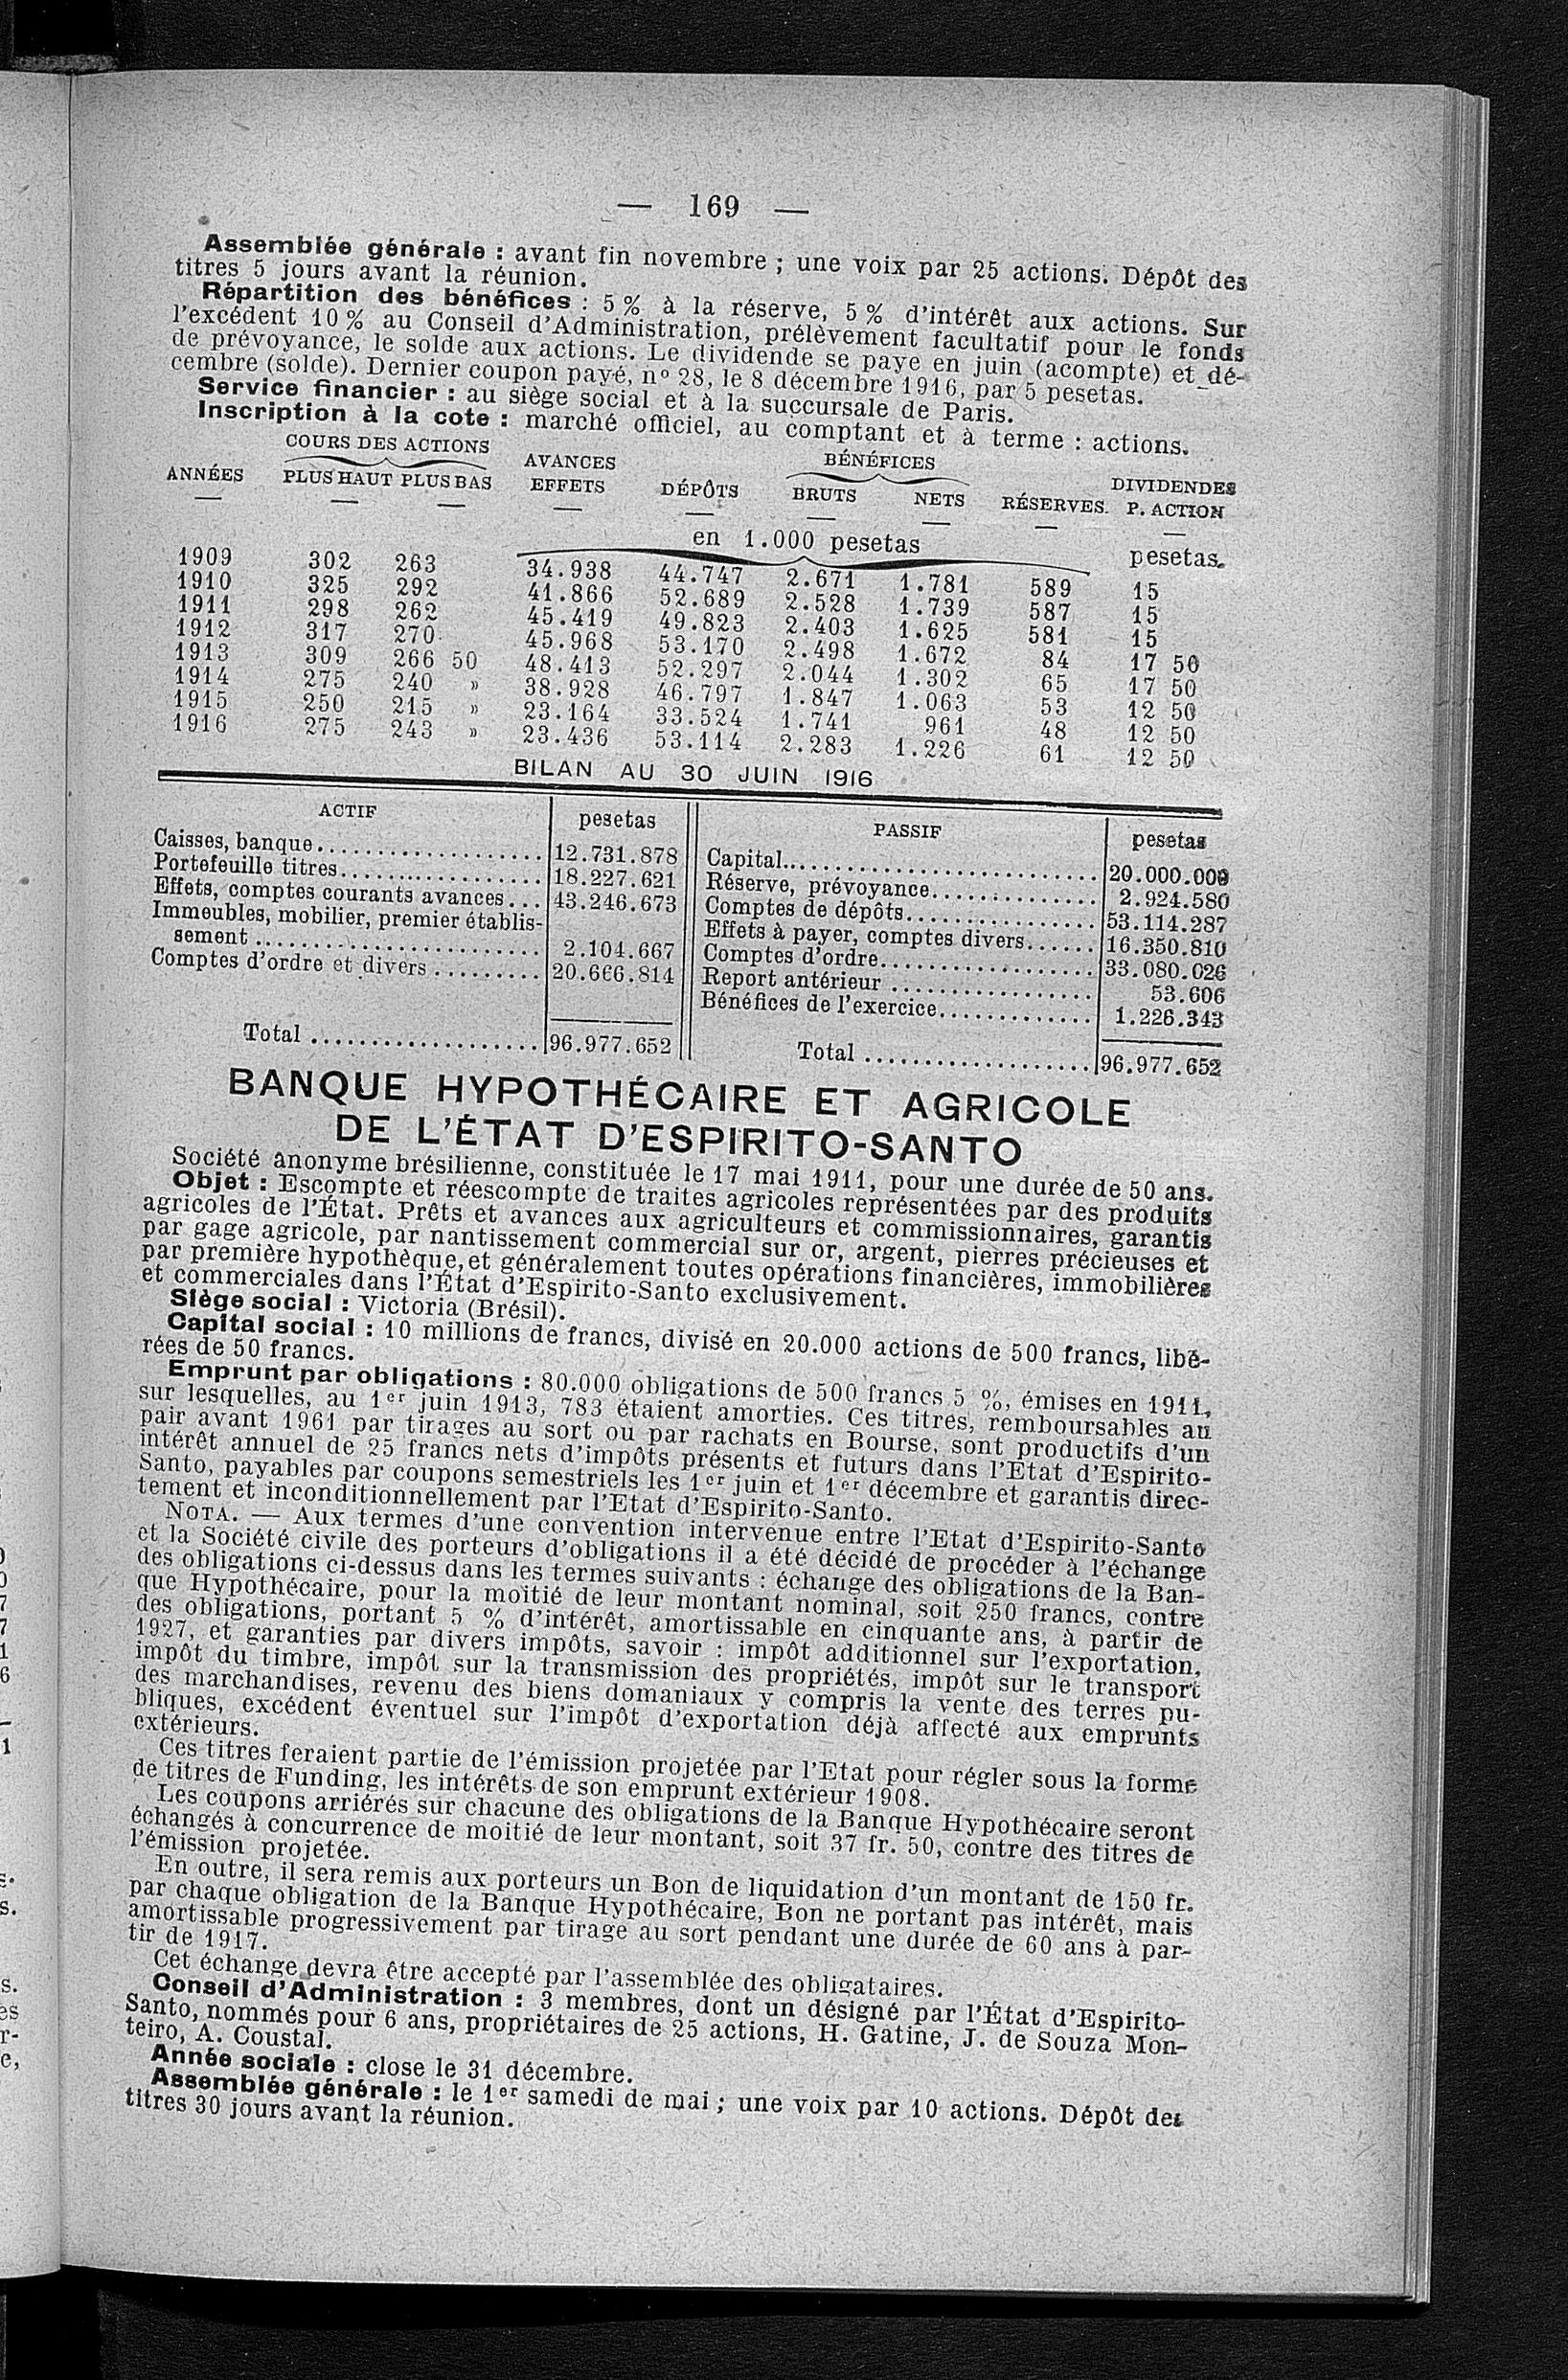 — 169 —
Assemblée générale : avant fin novembre ; une voix par 25 actions. Dépôt des
titres 5 jours avant la réunion.
Répartition des bénéfices : 5 % à la réserve, 5 % d'intérêt aux actions. Sur
l'excédent 10 % au Conseil d'Administration, prélèvement facultatif pour le fonds
de prévoyance, le solde aux actions. Le dividende se paye en juin (acompte) et dé-
cembre (solde). Dernier coupon payé, n° 28, le 8 décembre 1916, par 5 pesetas.
Service financier : au siège social et à la succursale de Paris.
Inscription à la cote : marché officiel, au comptant et à terme : actions.
COURS DES ACTIONS AVANCES BÉNÉFICES DIVIDENDES
ANNÉES PLUS HAUT PLUS BAS EFFETS DÉPÔTS BRUTS NETS RÉSERVES. P. ACTION
en 1.000 pesetas pesetas.
1909 302 263 34.938 44.747 2.671 1.781 589 15
1910 325 292 41.866 52.689 2.528 1.739 587 15
1911 298 262 45.419 49.823 2.403 1.625 581 15
1912 317 270 45.968 53.170 2.498 1.672 84 17 50
1913 309 266 50 48.413 52.297 2.044 1.302 65 17 50
1914 275 240 » 38.928 46.797 1.847 1.063 53 12 50
1915 250 215 » 23.164 33.524 1.741 961 48 12 50
1916 275 243 » 23.436 53.114 2.283 1.226 61 12 50
BILAN AU 30 JUIN 1916
ACTIF pesetas
Caisses, banque.................. 12.731.878
Portefeuille titres................. 18.227.621
Effets, comptes courants avances... 43.246.673
Immeubles, mobilier, premier établis-
sement ........................ 2.104.667
Comptes d'ordre et divers ......... 20.666.814
Total ................... 96.977.652
PASSIF pesetas
Capital.......................... 20.000.000
Réserve, prévoyance.............. 2.924.580
Comptes de dépôts................ 53.114.287
Effets à payer, comptes divers...... 16.350.810
Comptes d'ordre.................. 33.080.026
Report antérieur ................. 53.606
Bénéfices de l'exercice............. 1.226.343
Total ................... 96.977.652
BANQUE HYPOTHÉCAIRE ET AGRICOLE
DE L'ÉTAT D'ESPIRITO-SANTO
Société anonyme brésilienne, constituée le 17 mai 1911, pour une durée de 50 ans.
Objet : Escompte et réescompte de traites agricoles représentées par des produits
agricoles de l'État. Prêts et avances aux agriculteurs et commissionnaires, garantis
par gage agricole, par nantissement commercial sur or, argent, pierres précieuses et
par première hypothèque, et généralement toutes opérations financières, immobilières
et commerciales dans l'État d'Espirito-Santo exclusivement.
Siège social : Victoria (Brésil).
Capital social : 10 millions de francs, divisé en 20.000 actions de 500 francs, libé-
rées de 50 francs.
Emprunt par obligations : 80.000 obligations de 500 francs 5 %, émises en 1911,
sur lesquelles, au 1er juin 1913, 783 étaient amorties. Ces titres, remboursables au
pair avant 1961 par tirages au sort ou par rachats en Bourse, sont productifs d'un
intérêt annuel de 25 francs nets d'impôts présents et futurs dans l'Etat d'Espirito-
Santo, payables par coupons semestriels les 1er juin et 1er décembre et garantis direc-
tement et inconditionnellement par l'Etat d'Espirito-Santo.
NOTA. — Aux termes d'une convention intervenue entre l'Etat d'Espirito-Santo
et la Société civile des porteurs d'obligations il a été décidé de procéder à l'échange
des obligations ci-dessus dans les termes suivants : échange des obligations de la Ban-
que Hypothécaire, pour la moitié de leur montant nominal, soit 250 francs, contre
des obligations, portant 5 % d'intérêt, amortissable en cinquante ans, à partir de
1927, et garanties par divers impôts, savoir : impôt additionnel sur l'exportation,
impôt du timbre, impôt sur la transmission des propriétés, impôt sur le transport
des marchandises, revenu des biens domaniaux y compris la vente des terres pu-
bliques, excédent éventuel sur l'impôt d'exportation déjà affecté aux emprunts
extérieurs.
Ces titres feraient partie de l'émission projetée par l'Etat pour régler sous la forme
de titres de Funding, les intérêts de son emprunt extérieur 1908.
Les coupons arriérés sur chacune des obligations de la Banque Hypothécaire seront
échangés à concurrence de moitié de leur montant, soit 37 fr. 50, contre des titres de
l'émission projetée.
En outre, il sera remis aux porteurs un Bon de liquidation d'un montant de 150 fr.
par chaque obligation de la Banque Hypothécaire, Bon ne portant pas intérêt, mais
amortissable progressivement par tirage au sort pendant une durée de 60 ans à par-
tir de 1917.
Cet échange devra être accepté par l'assemblée des obligataires.
Conseil d'Administration : 3 membres, dont un désigné par l'État d'Espirito-
Santo, nommés pour 6 ans, propriétaires de 25 actions, H. Gatine, J. de Souza Mon-
teiro, A. Coustal.
Année sociale : close le 31 décembre.
Assemblée générale : le 1er samedi de mai ; une voix par 10 actions. Dépôt des
titres 30 jours avant la réunion.